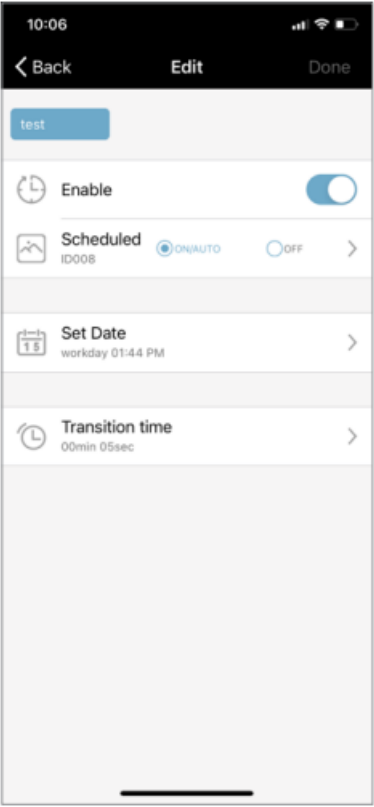 10:06
Back
Edit
Done
test
Enable
Scheduled
ON/AUTO
OFF
ID008
15
Set Date
workday 01:44 PM
Transition time
00min 05sec